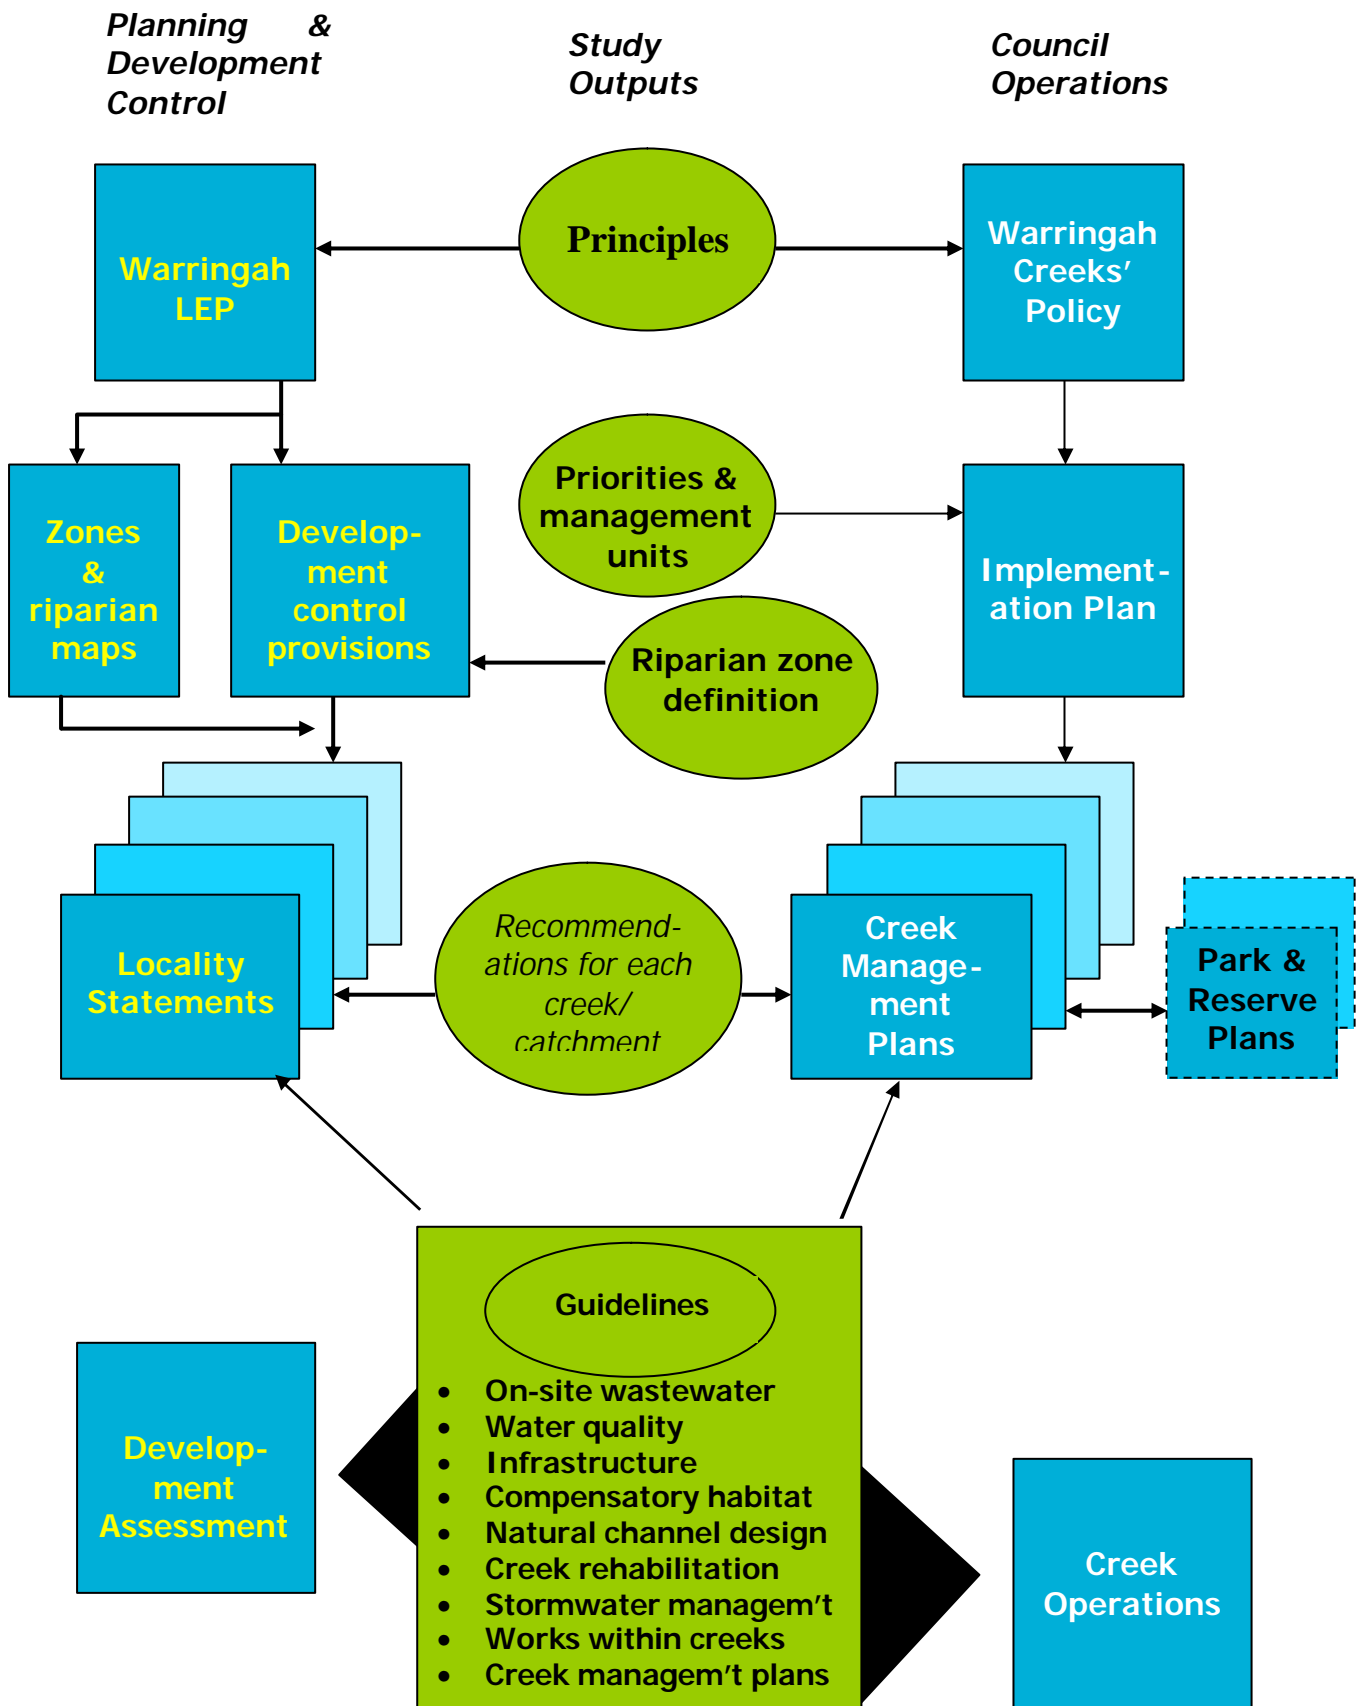 Planning &
Development
Control
Study
Outputs
Council
Operations
Warringah
LEP
Principles
Warringah
Creeks’
Policy
Zones
&
riparian
maps
Develop-
ment
control
provisions
Priorities &
management
units
Implement-
ation Plan
Riparian zone
definition
Locality
Statements
Recommend-
ations for each
creek/
catchment
Creek
Manage-
ment
Plans
Park &
Reserve
Plans
Guidelines
• On-site wastewater
• Water quality
• Infrastructure
• Compensatory habitat
• Natural channel design
• Creek rehabilitation
• Stormwater managem’t
• Works within creeks
• Creek managem’t plans
Develop-
ment
Assessment
Creek
Operations